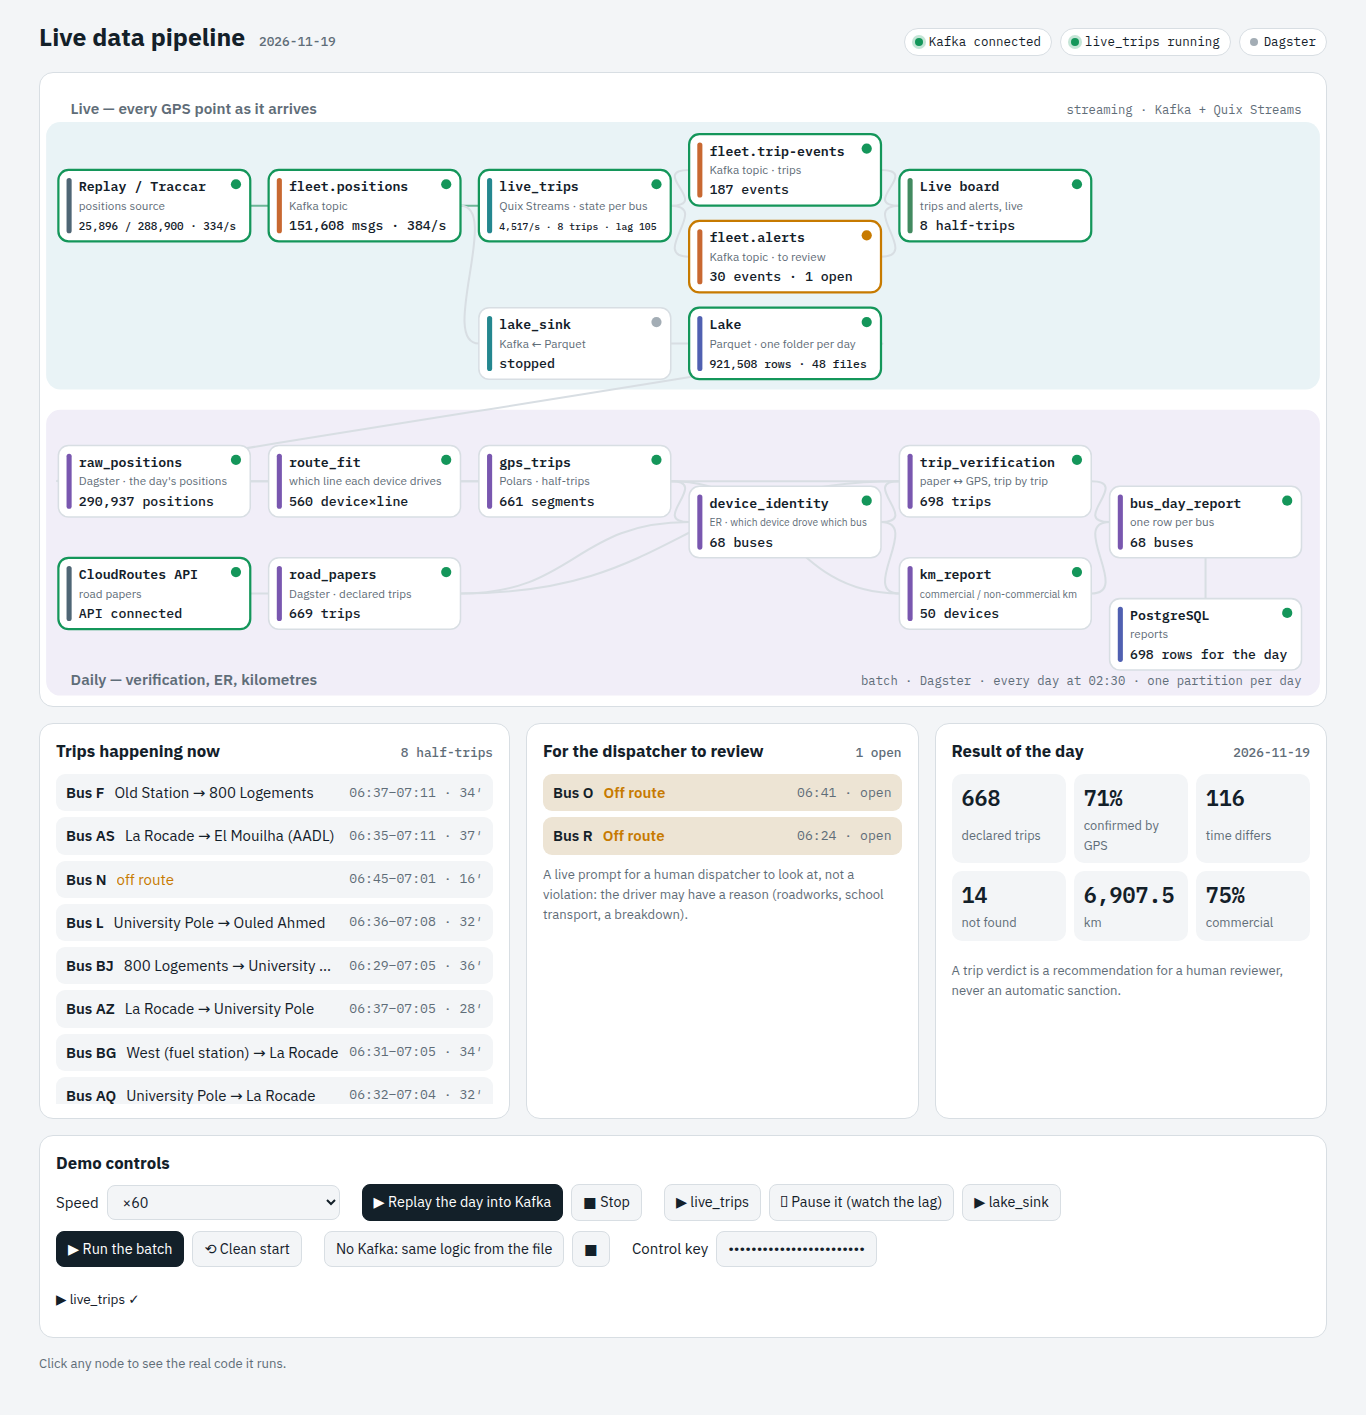 Live data pipeline 2026-11-19
Kafka connected
live_trips running
Dagster
Live — every GPS point as it arrives
streaming · Kafka + Quix Streams
Replay / Traccar
positions source
25,896 / 288,900 · 334/s
fleet.positions
Kafka topic
151,608 msgs · 384/s
live_trips
Quix Streams · state per bus
4,517/s · 8 trips · lag 105
fleet.trip-events
Kafka topic · trips
187 events
fleet.alerts
Kafka topic · to review
30 events · 1 open
Live board
trips and alerts, live
8 half-trips
lake_sink
Kafka ↔ Parquet
stopped
Lake
Parquet · one folder per day
921,508 rows · 48 files
raw_positions
Dagster · the day's positions
290,937 positions
route_fit
which line each device drives
560 device×line
gps_trips
Polars · half-trips
661 segments
device_identity
ER · which device drove which bus
68 buses
trip_verification
paper ↔ GPS, trip by trip
698 trips
bus_day_report
one row per bus
68 buses
CloudRoutes API
road papers
API connected
road_papers
Dagster · declared trips
669 trips
km_report
commercial / non-commercial km
50 devices
PostgreSQL
reports
698 rows for the day
Daily — verification, ER, kilometres
batch · Dagster · every day at 02:30 · one partition per day
Trips happening now
8 half-trips
Bus F Old Station → 800 Logements 06:37–07:11 · 34′
Bus AS La Rocade → El Mouilha (AADL) 06:35–07:11 · 37′
Bus N off route 06:45–07:01 · 16′
Bus L University Pole → Ouled Ahmed 06:36–07:08 · 32′
Bus BJ 800 Logements → University ... 06:29–07:05 · 36′
Bus AZ La Rocade → University Pole 06:37–07:05 · 28′
Bus BG West (fuel station) → La Rocade 06:31–07:05 · 34′
Bus AQ University Pole → La Rocade 06:32–07:04 · 32′
For the dispatcher to review
1 open
Bus O Off route 06:41 · open
Bus R Off route 06:24 · open
A live prompt for a human dispatcher to look at, not a
violation: the driver may have a reason (roadworks, school
transport, a breakdown).
Result of the day
2026-11-19
668
declared trips
71%
confirmed by
GPS
116
time differs
14
not found
6,907.5
km
75%
commercial
A trip verdict is a recommendation for a human reviewer,
never an automatic sanction.
Demo controls
Speed ×60 ▶ Replay the day into Kafka ■ Stop ▶ live_trips ▯ Pause it (watch the lag) ▶ lake_sink
▶ Run the batch ⟲ Clean start No Kafka: same logic from the file ■ Control key ••••••••••••••••••••••••
▶ live_trips ✓
Click any node to see the real code it runs.